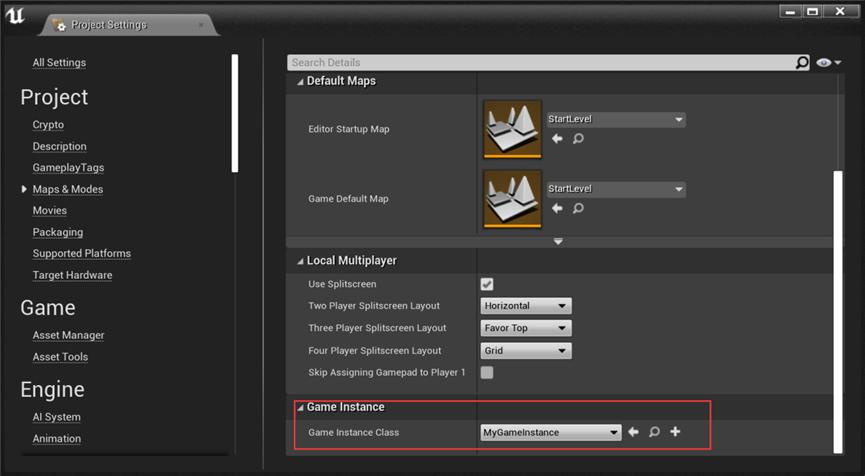 Project Settings
All Settings
Project
Crypto
Description
GameplayTags
Maps & Modes
Movies
Packaging
Supported Platforms
Target Hardware
Game
Asset Manager
Asset Tools
Engine
AI System
Animation
Search Details
Default Maps
Editor Startup Map StartLevel
Game Default Map StartLevel
Local Multiplayer
Use Splitscreen
Two Player Splitscreen Layout Horizontal
Three Player Splitscreen Layout Favor Top
Four Player Splitscreen Layout Grid
Skip Assigning Gamepad to Player 1
Game Instance
Game Instance Class MyGameInstance